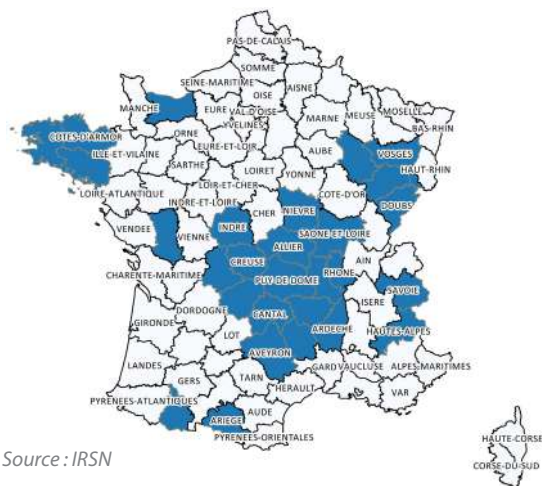 PAS-DE-CALAIS
SOMME
SEINE-MARITIME
AISNE
OISE
MANCHE
EURE
VAL-D'OISE
MOSELLE
MEUSE
MARNE
YVELINES
BAS-RHIN
COTES-D'ARMOR
ORNE
EURE-ET-LOIR
AUBE
VOSGES
ILLE-ET-VILAINE
SARTHE
LOIRET
YONNE
HAUT-RHIN
LOIR-ET-CHER
LOIRE-ATLANTIQUE
INDRE-ET-LOIRE
COTE-D'OR
DOUBS
CHER
NIEVRE
VENDEE
VIENNE
INDRE
SAONE-ET-LOIRE
ALLIER
AIN
CREUSE
RHONE
CHARENTE-MARITIME
PUY-DE-DOME
SAVOIE
ISERE
DORDOGNE
CANTAL
GIRONDE
ARDECHE
HAUTES-ALPES
LOT
AVEYRON
LANDES
GARD
VAUCLUSE
ALPES-MARITIMES
GERS
TARN
HERAULT
VAR
PYRENEES-ATLANTIQUES
ARIEGE
AUDE
PYRENEES-ORIENTALES
HAUTE-CORSE
Source : IRSN
CORSE-DU-SUD